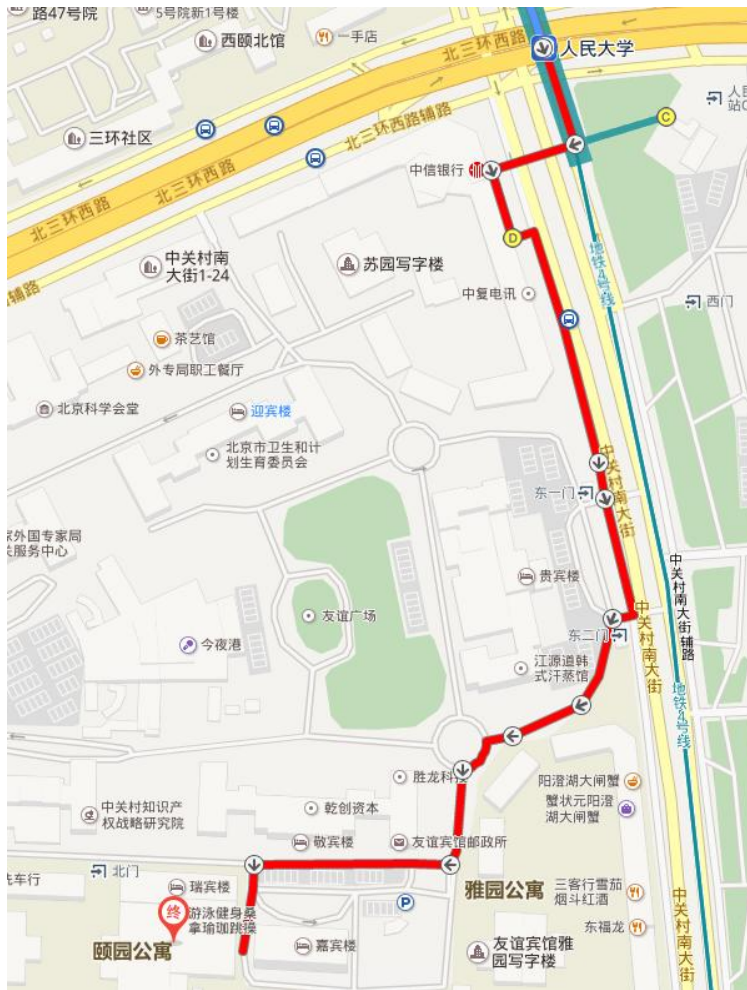 路47号院
5号院新1号楼
西颐北馆
一手店
北三环西路
人民大学
人民
站C
三环社区
北三环西路
北三环西路辅路
C
中信银行
北三环西路
D
中关村南
大街1-24
苏园写字楼
地铁4号线
辅路
中复电讯
西门
茶艺馆
外专局职工餐厅
北京科学会堂
迎宾楼
北京市卫生和计
划生育委员会
中关村南大街
东一门
家外国专家局
关服务中心
贵宾楼
中关村南大街辅路
友谊广场
中关村南大街
东二门
今夜港
江源道韩
式汗蒸馆
地铁4号线
胜龙科技
阳澄湖大闸蟹
蟹状元阳澄
湖大闸蟹
中关村知识产
权战略研究院
乾创资本
敬宾楼
友谊宾馆邮政所
北门
洗车行
瑞宾楼
雅园公寓
三客行雪茄
烟斗红酒
中关村南大街
P
终
游泳健身桑
拿瑜珈跳操
东福龙
颐园公寓
嘉宾楼
友谊宾馆雅
园写字楼